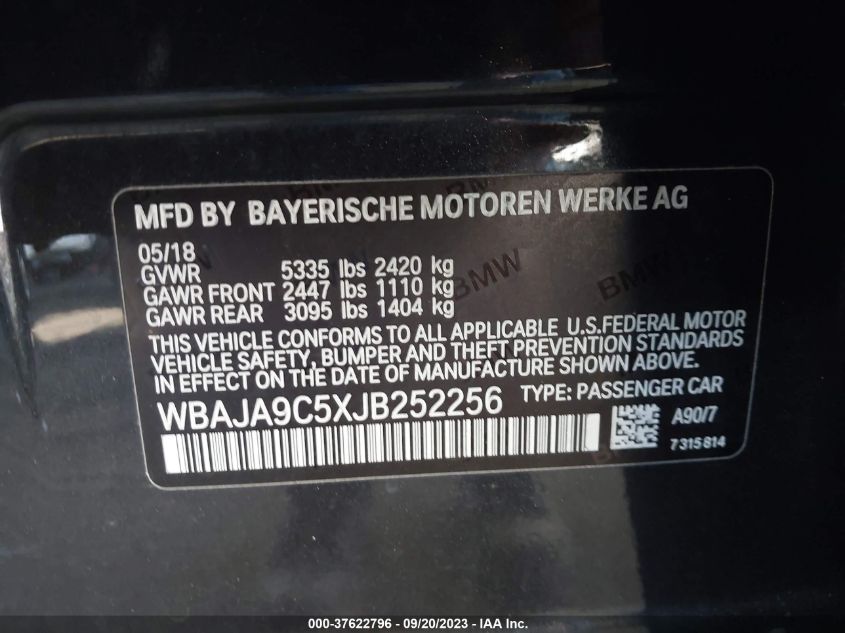 MFD BY BAYERISCHE MOTOREN WERKE AG
05/18
GVWR 5335 lbs 2420 kg
GAWR FRONT 2447 lbs 1110 kg
GAWR REAR 3095 lbs 1404 kg
THIS VEHICLE CONFORMS TO ALL APPLICABLE U.S.FEDERAL MOTOR
VEHICLE SAFETY, BUMPER AND THEFT PREVENTION STANDARDS
IN EFFECT ON THE DATE OF MANUFACTURE SHOWN ABOVE.
WBAJA9C5XJB252256 TYPE: PASSENGER CAR
A90/7
7315814
BMW
BMW
000-37622796 - 09/20/2023 - IAA Inc.